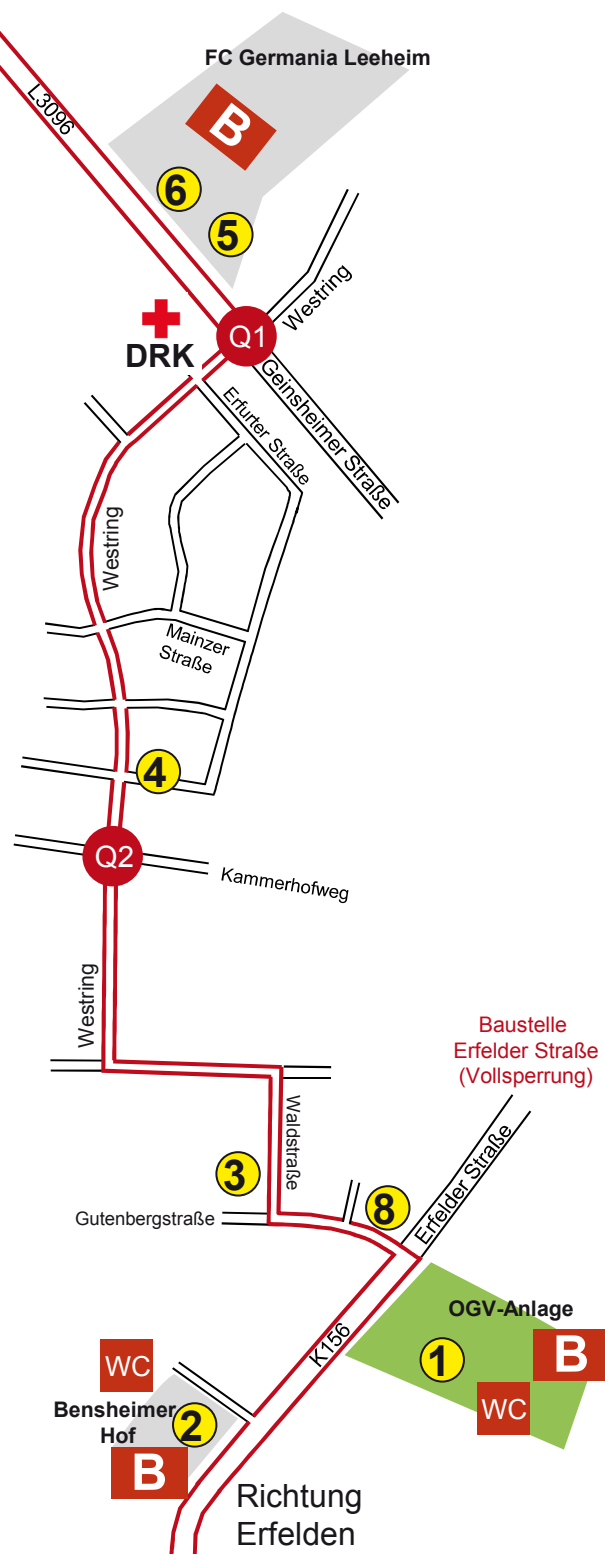 FC Germania Leeheim
L3096
B
6
5
Westring
Q1
DRK
Geinsheimer Straße
Erfurter Straße
Westring
Mainzer
Straße
4
Q2
Kammerhofweg
Westring
Baustelle
Erfelder Straße
(Vollsperrung)
Waldstraße
3
8
Erfelder Straße
Gutenbergstraße
OGV-Anlage
K156
1
B
WC
WC
Bensheimer
Hof
2
B
Richtung
Erfelden